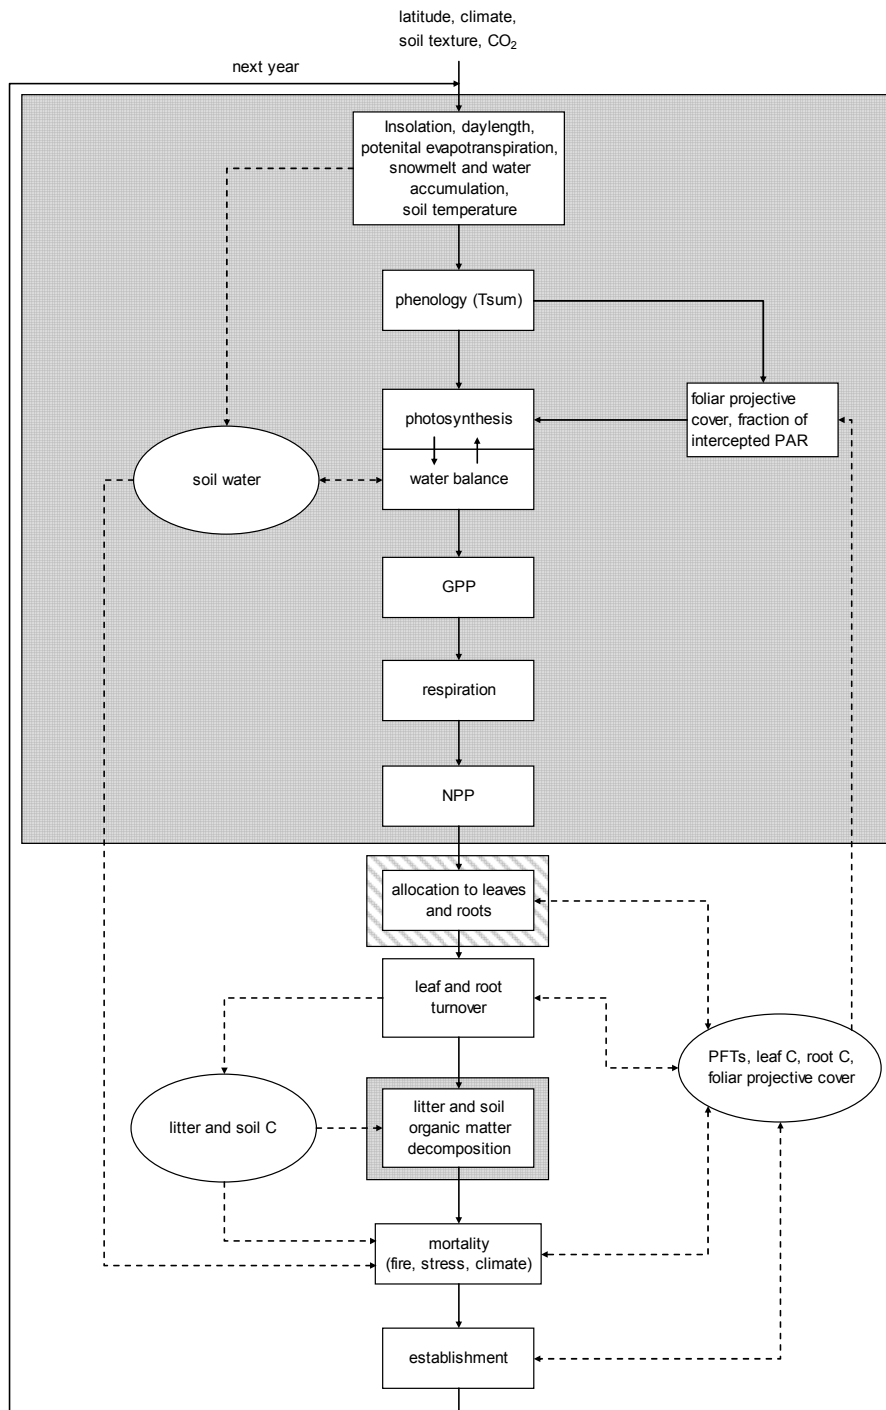 latitude, climate,
soil texture, CO₂
next year
Insolation, daylength,
potenital evapotranspiration,
snowmelt and water
accumulation,
soil temperature
phenology (Tsum)
photosynthesis
foliar projective
cover, fraction of
intercepted PAR
soil water
water balance
GPP
respiration
NPP
allocation to leaves
and roots
leaf and root
turnover
PFTs, leaf C, root C,
foliar projective cover
litter and soil C
litter and soil
organic matter
decomposition
mortality
(fire, stress, climate)
establishment